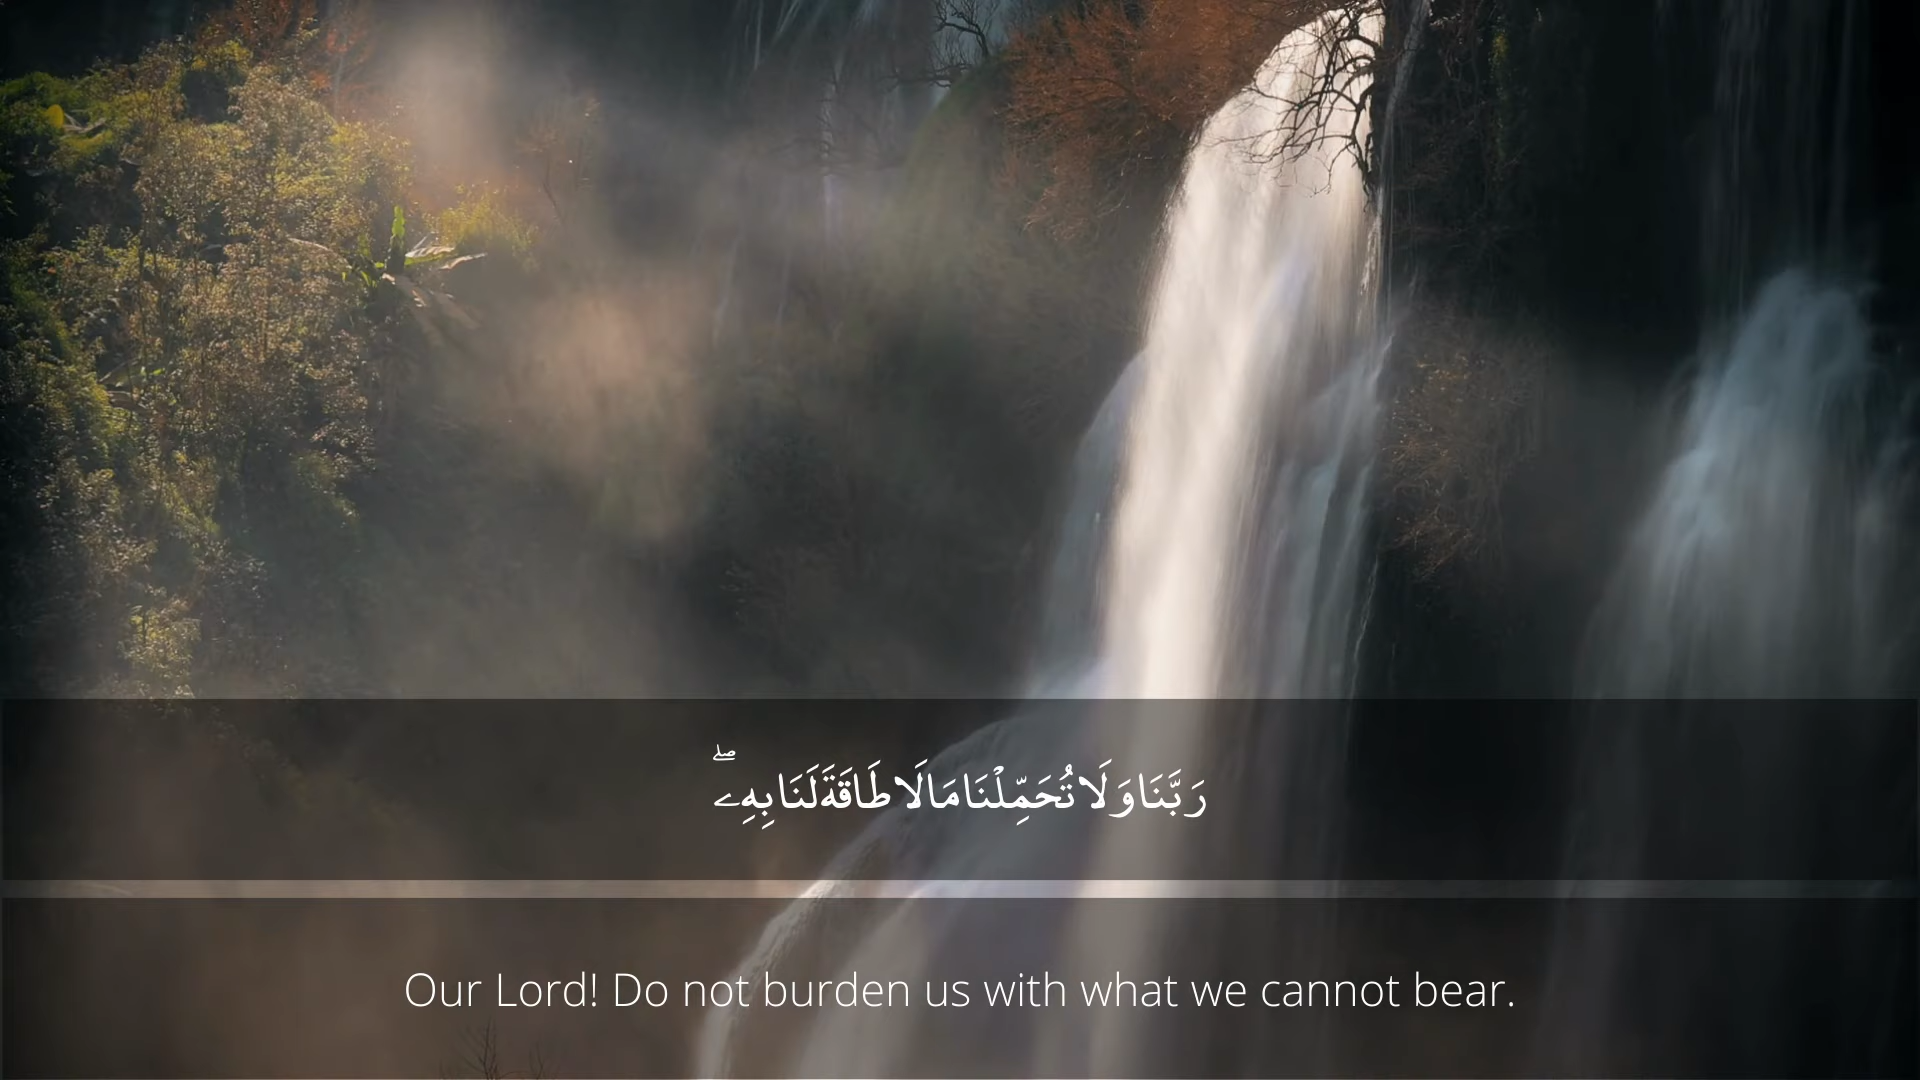 رَبَّنَا وَلَا تُحَمِّلْنَا مَا لَا طَاقَةَ لَنَا بِهِۦ ۖ
Our Lord! Do not burden us with what we cannot bear.